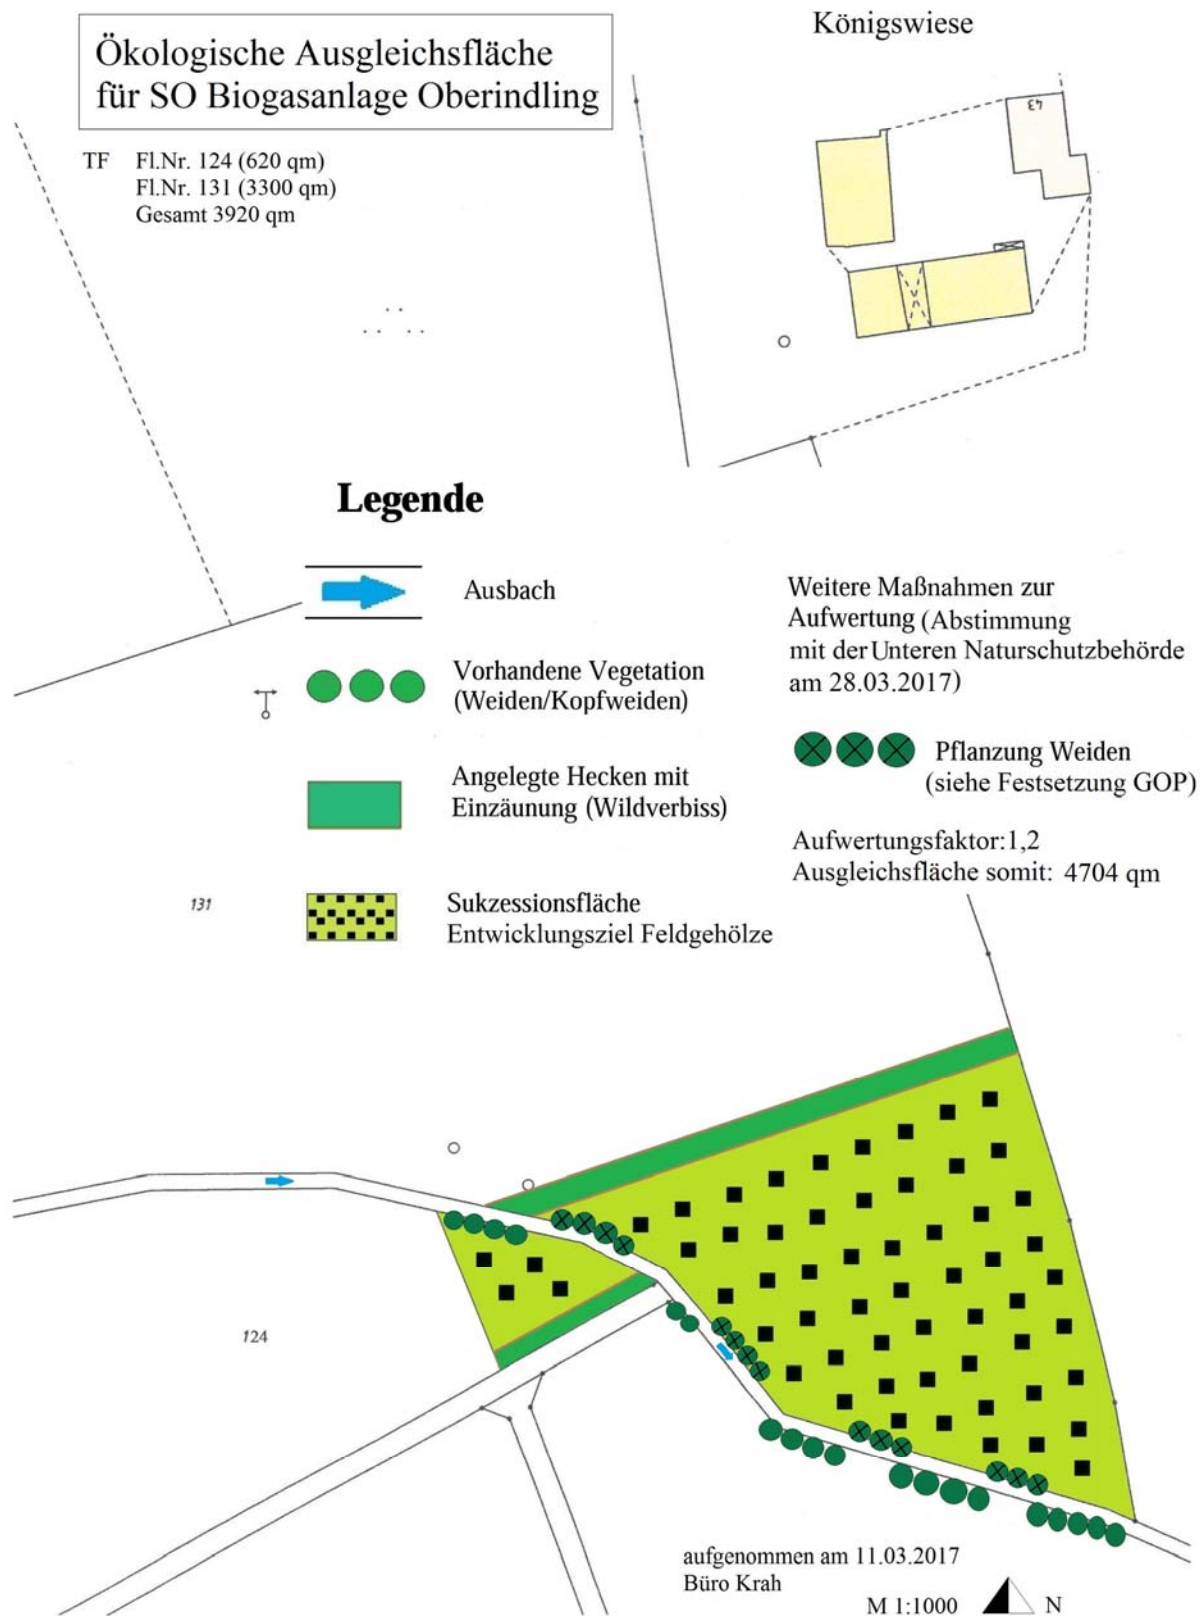 Ökologische Ausgleichsfläche
für SO Biogasanlage Oberindling
Königswiese
43
TF Fl.Nr. 124 (620 qm)
Fl.Nr. 131 (3300 qm)
Gesamt 3920 qm
Legende
Ausbach
Vorhandene Vegetation
(Weiden/Kopfweiden)
Angelegte Hecken mit
Einzäunung (Wildverbiss)
Sukzessionsfläche
Entwicklungsziel Feldgehölze
Weitere Maßnahmen zur
Aufwertung (Abstimmung
mit der Unteren Naturschutzbehörde
am 28.03.2017)
Pflanzung Weiden
(siehe Festsetzung GOP)
Aufwertungsfaktor:1,2
Ausgleichsfläche somit: 4704 qm
131
124
aufgenommen am 11.03.2017
Büro Krah
M 1:1000 N